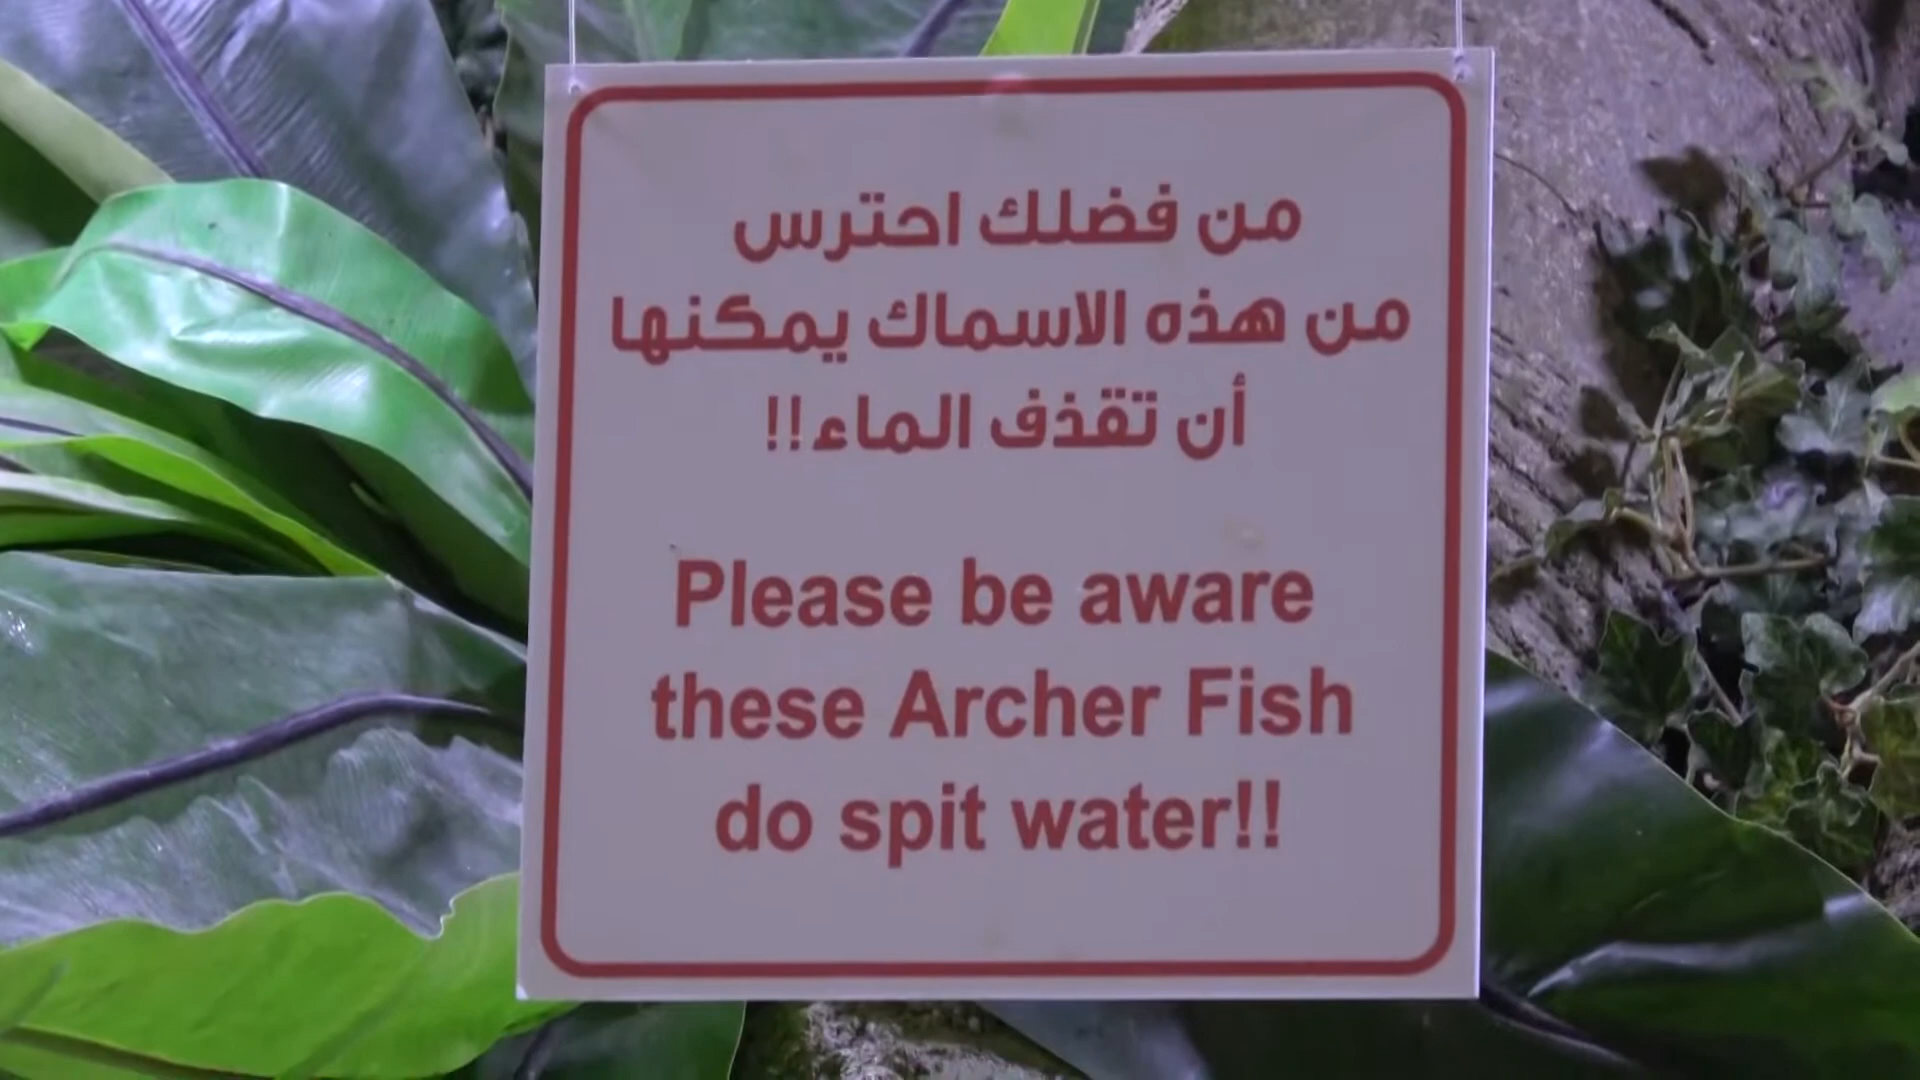 من فضلك احترس
من هذه الاسماك يمكنها
أن تقذف الماء!!
Please be aware
these Archer Fish
do spit water!!